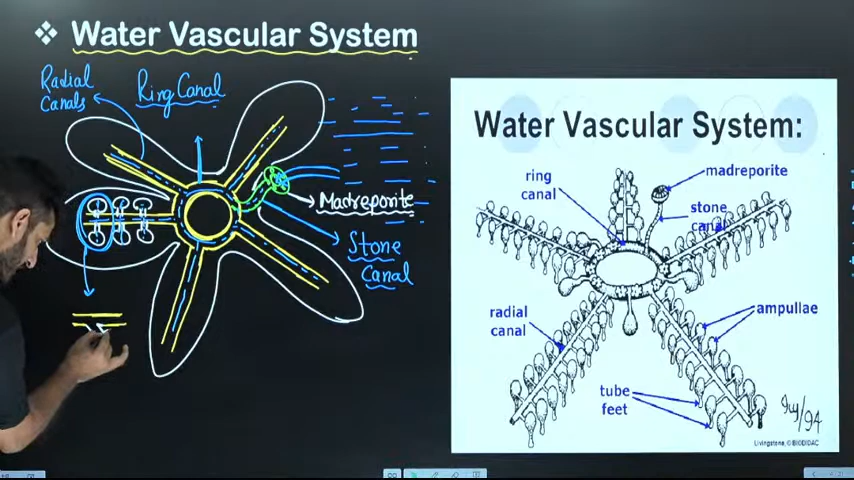 ❖ Water Vascular System
Radial
Canals
Ring Canal
Madreporite
Stone
Canal
Water Vascular System:
ring
canal
madreporite
stone
canal
radial
canal
ampullae
tube
feet
Livingstone, © BIODIDAC